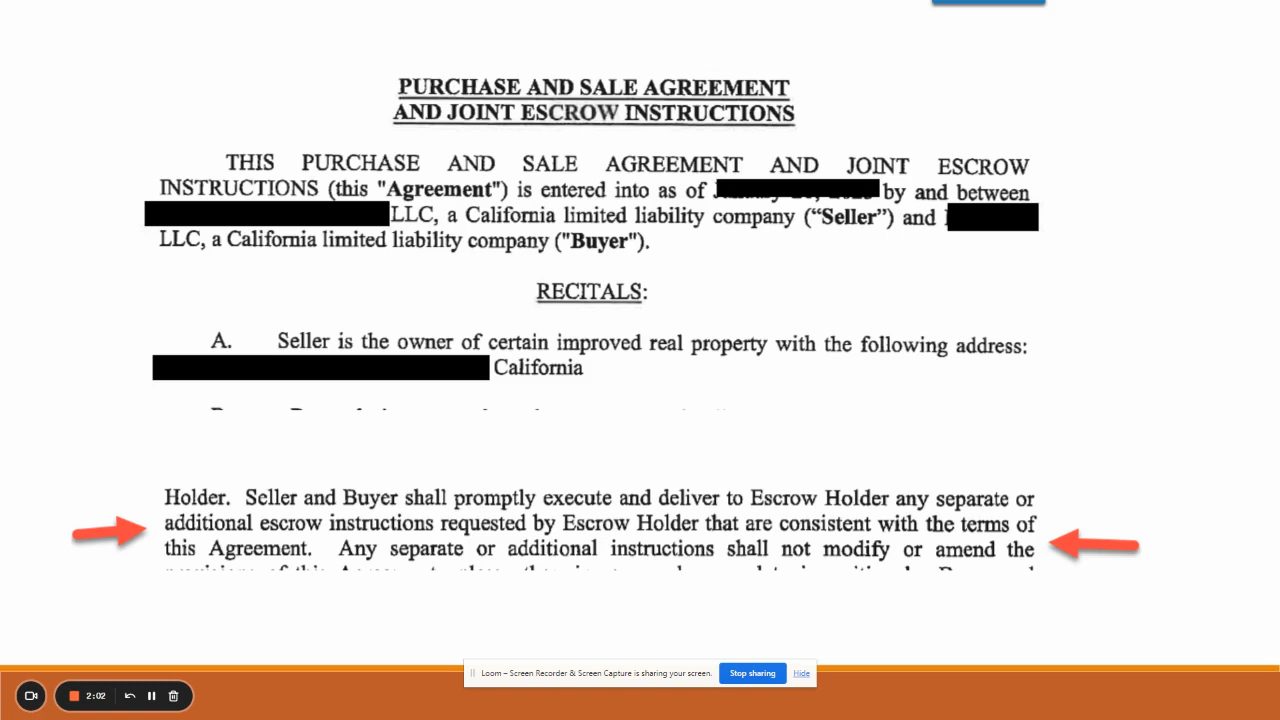 PURCHASE AND SALE AGREEMENT
AND JOINT ESCROW INSTRUCTIONS
THIS PURCHASE AND SALE AGREEMENT AND JOINT ESCROW
INSTRUCTIONS (this "Agreement") is entered into as of by and between
LLC, a California limited liability company (“Seller”) and
LLC, a California limited liability company ("Buyer").
RECITALS:
A. Seller is the owner of certain improved real property with the following address:
California
Holder. Seller and Buyer shall promptly execute and deliver to Escrow Holder any separate or
additional escrow instructions requested by Escrow Holder that are consistent with the terms of
this Agreement. Any separate or additional instructions shall not modify or amend the
Loom – Screen Recorder & Screen Capture is sharing your screen. Stop sharing Hide
2:02